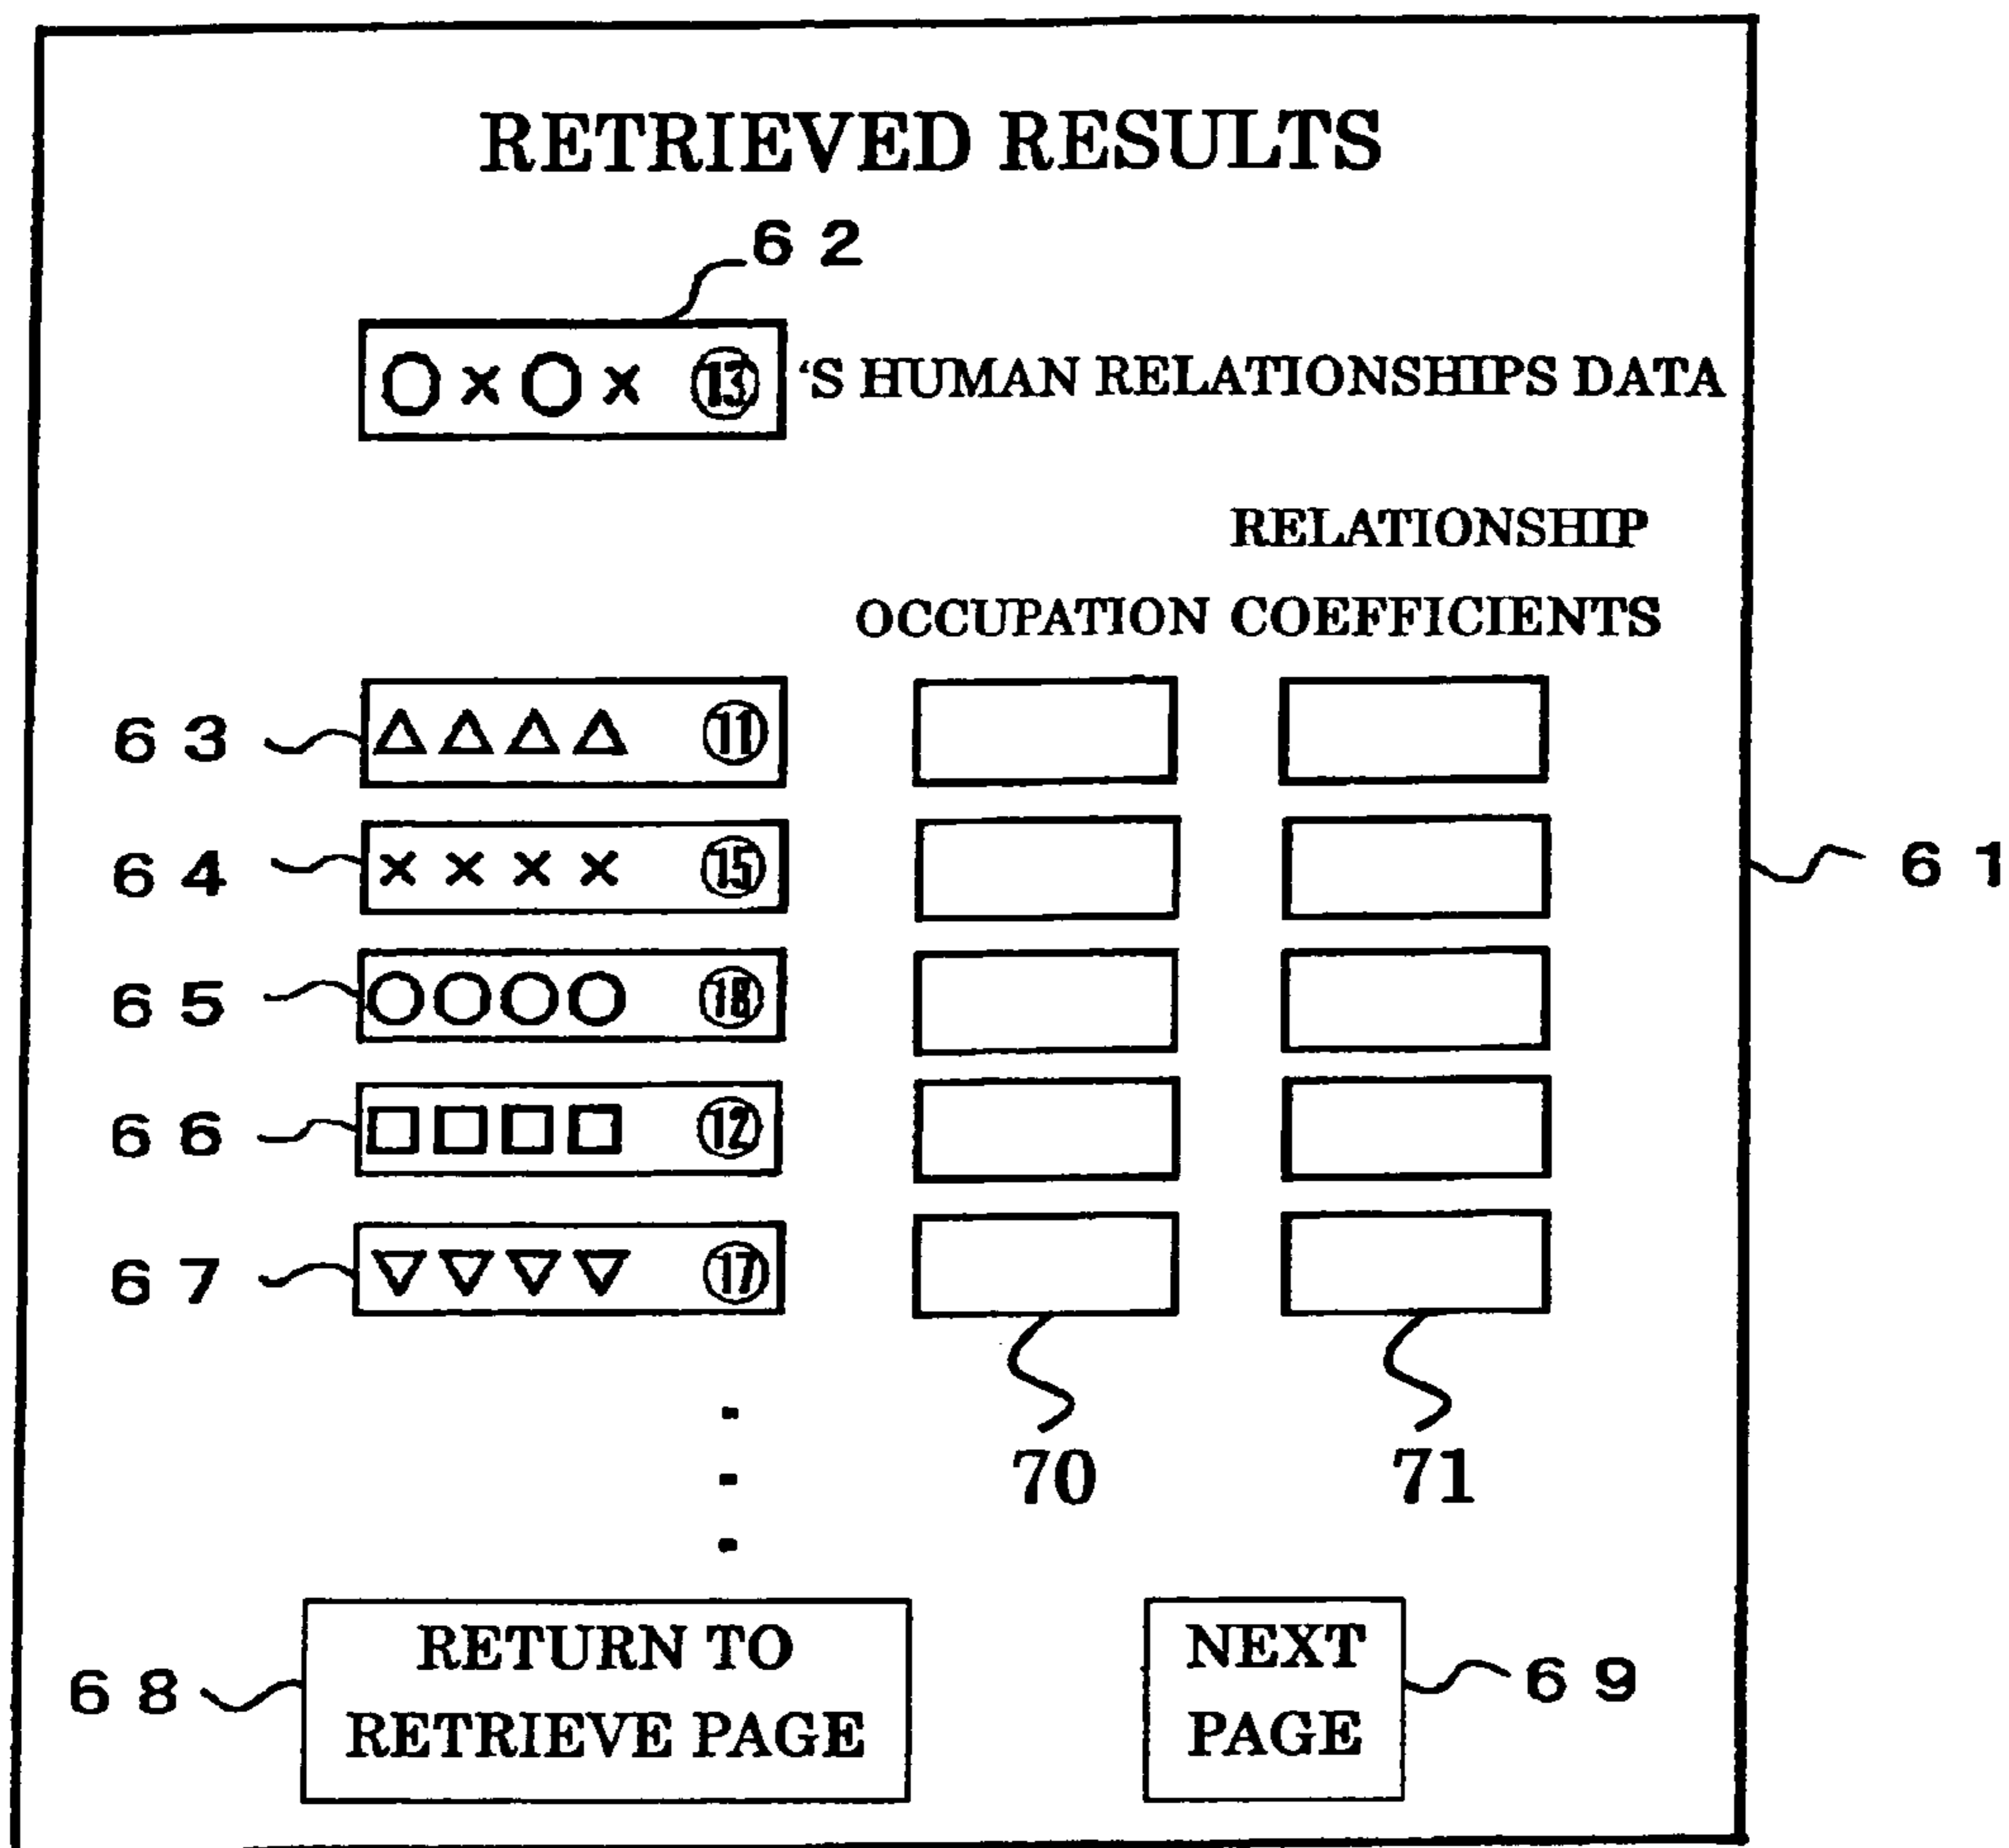 RETRIEVED RESULTS
62
○×○× ⑬ 'S HUMAN RELATIONSHIPS DATA
RELATIONSHIP
OCCUPATION COEFFICIENTS
63 △△△△ ⑪
64 ×××× ⑮
61
65 ○○○○
66 □□□□ ⑫
67 ▽▽▽▽ ⑰
70 71
RETURN TO
RETRIEVE PAGE
68
NEXT
PAGE
69